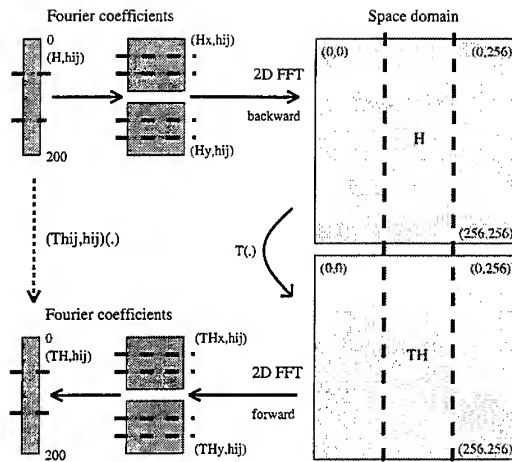 Fourier coefficients
Space domain
0
(H,hij)
(Hx,hij)
(0,0)
(0,256)
2D FFT
backward
H
(Hy,hij)
200
(256,256)
(Thij,hij)(.)
T(.)
(0,0)
(0,256)
Fourier coefficients
0
(TH,hij)
(THx,hij)
TH
2D FFT
forward
(THy,hij)
200
(256,256)